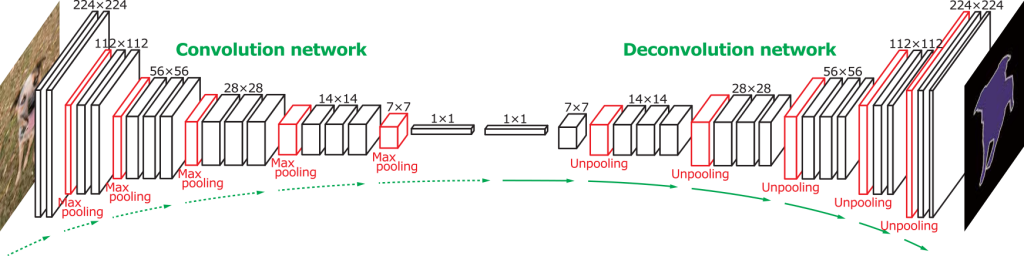 224×224
112×112
56×56
28×28
14×14
7×7
1×1
1×1
7×7
14×14
28×28
56×56
112×112
224×224
Convolution network
Deconvolution network
Max
pooling
Max
pooling
Max
pooling
Max
pooling
Max
pooling
Unpooling
Unpooling
Unpooling
Unpooling
Unpooling